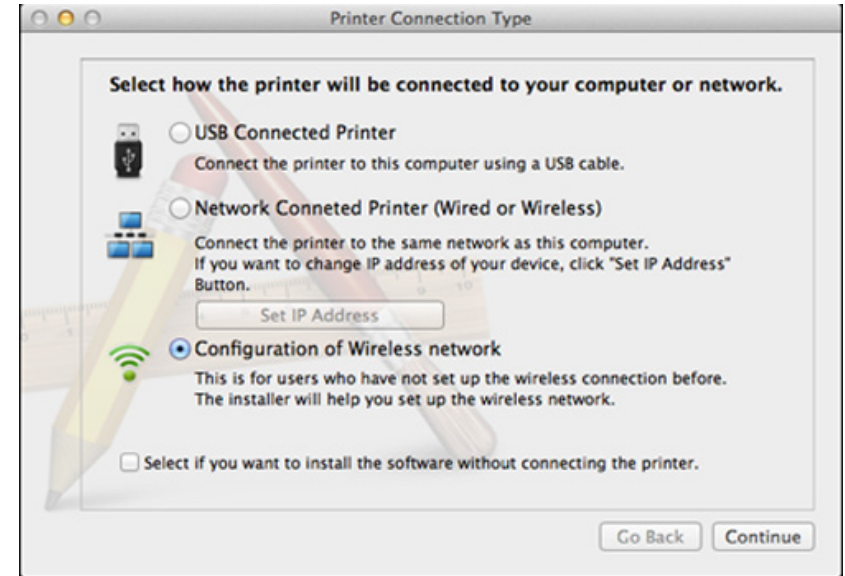 Printer Connection Type
Select how the printer will be connected to your computer or network.
USB Connected Printer
Connect the printer to this computer using a USB cable.
Network Conneted Printer (Wired or Wireless)
Connect the printer to the same network as this computer.
If you want to change IP address of your device, click "Set IP Address"
Button.
Set IP Address
Configuration of Wireless network
This is for users who have not set up the wireless connection before.
The installer will help you set up the wireless network.
Select if you want to install the software without connecting the printer.
Go Back Continue